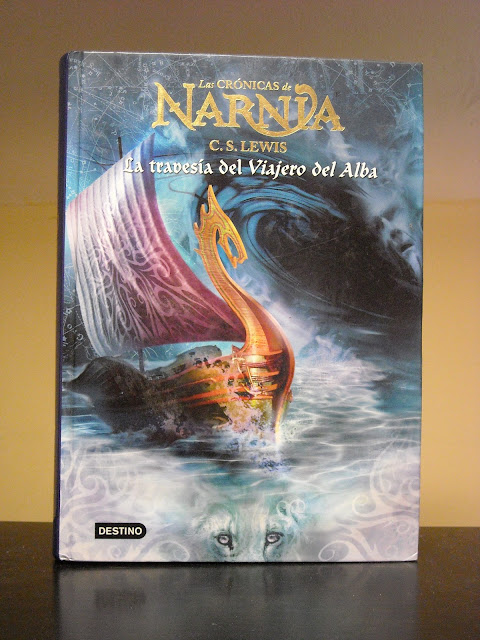 Las CRÓNICAS de
NARNIA
C. S. LEWIS
La travesía del Viajero del Alba
DESTINO